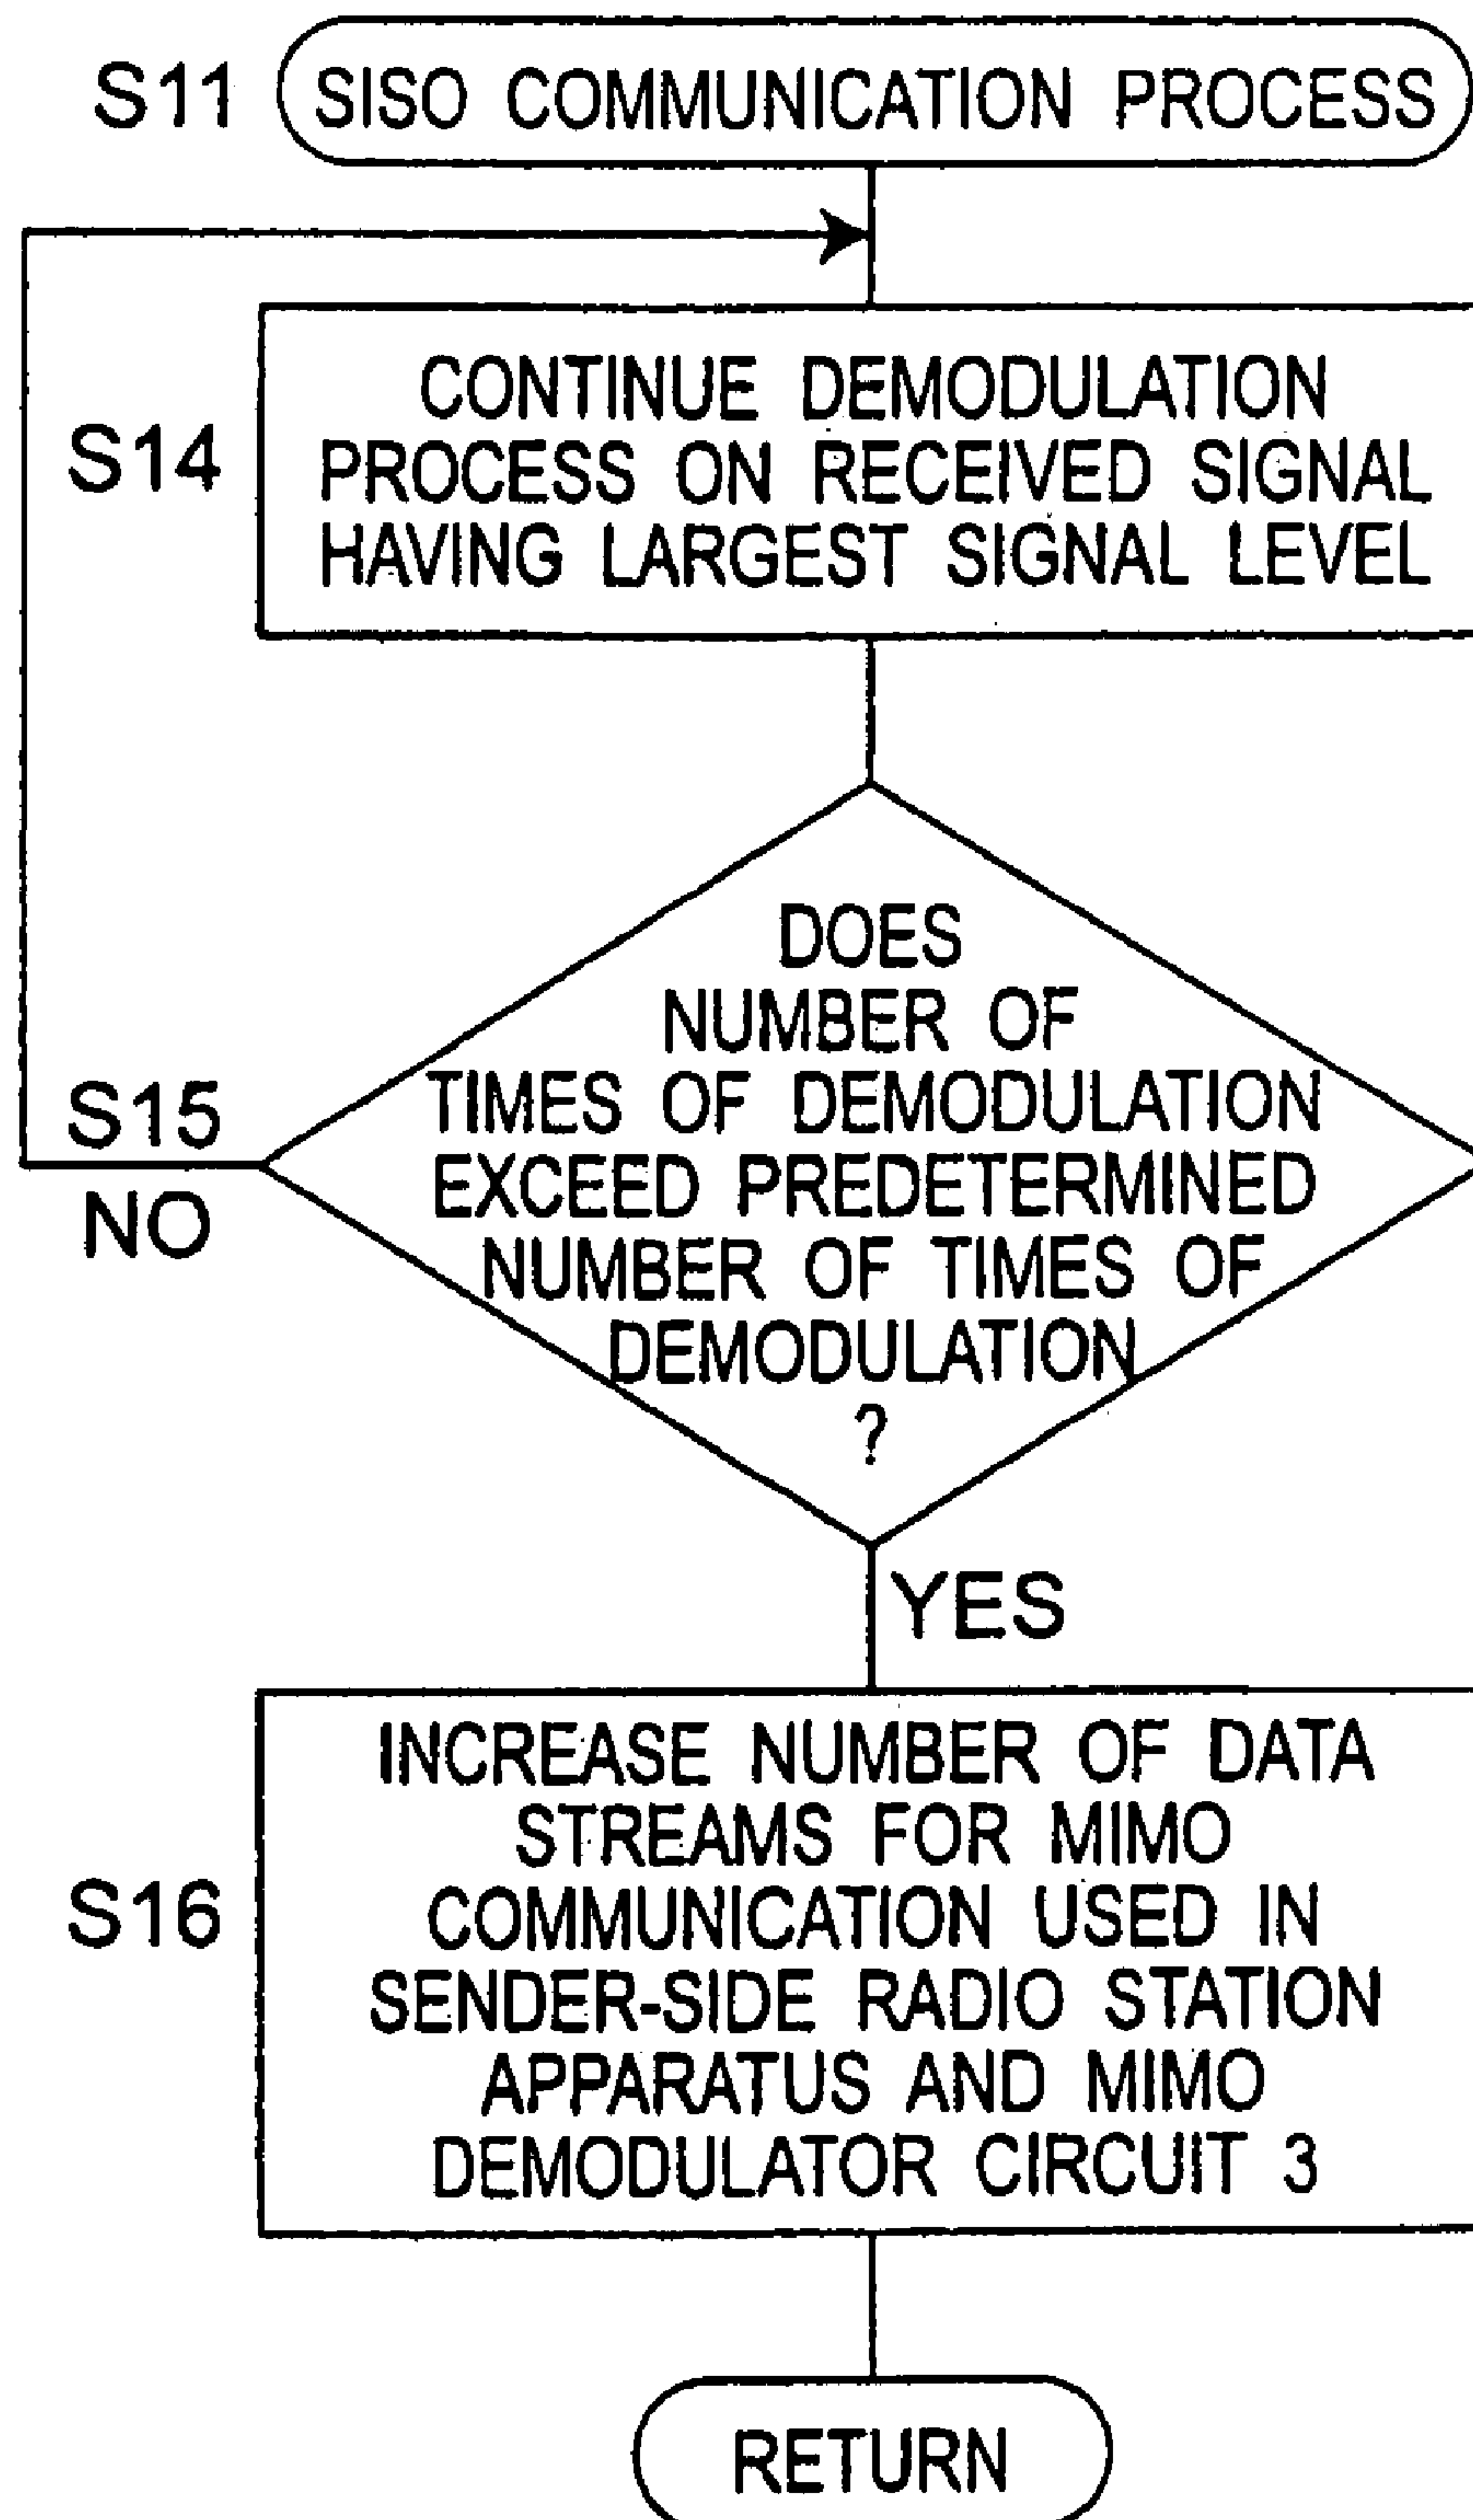 S11 SISO COMMUNICATION PROCESS
CONTINUE DEMODULATION
S14 PROCESS ON RECEIVED SIGNAL
HAVING LARGEST SIGNAL LEVEL
DOES
NUMBER OF
S15 TIMES OF DEMODULATION
EXCEED PREDETERMINED
NO
NUMBER OF TIMES OF
DEMODULATION
?
YES
INCREASE NUMBER OF DATA
STREAMS FOR MIMO
S16 COMMUNICATION USED IN
SENDER-SIDE RADIO STATION
APPARATUS AND MIMO
DEMODULATOR CIRCUIT 3
RETURN